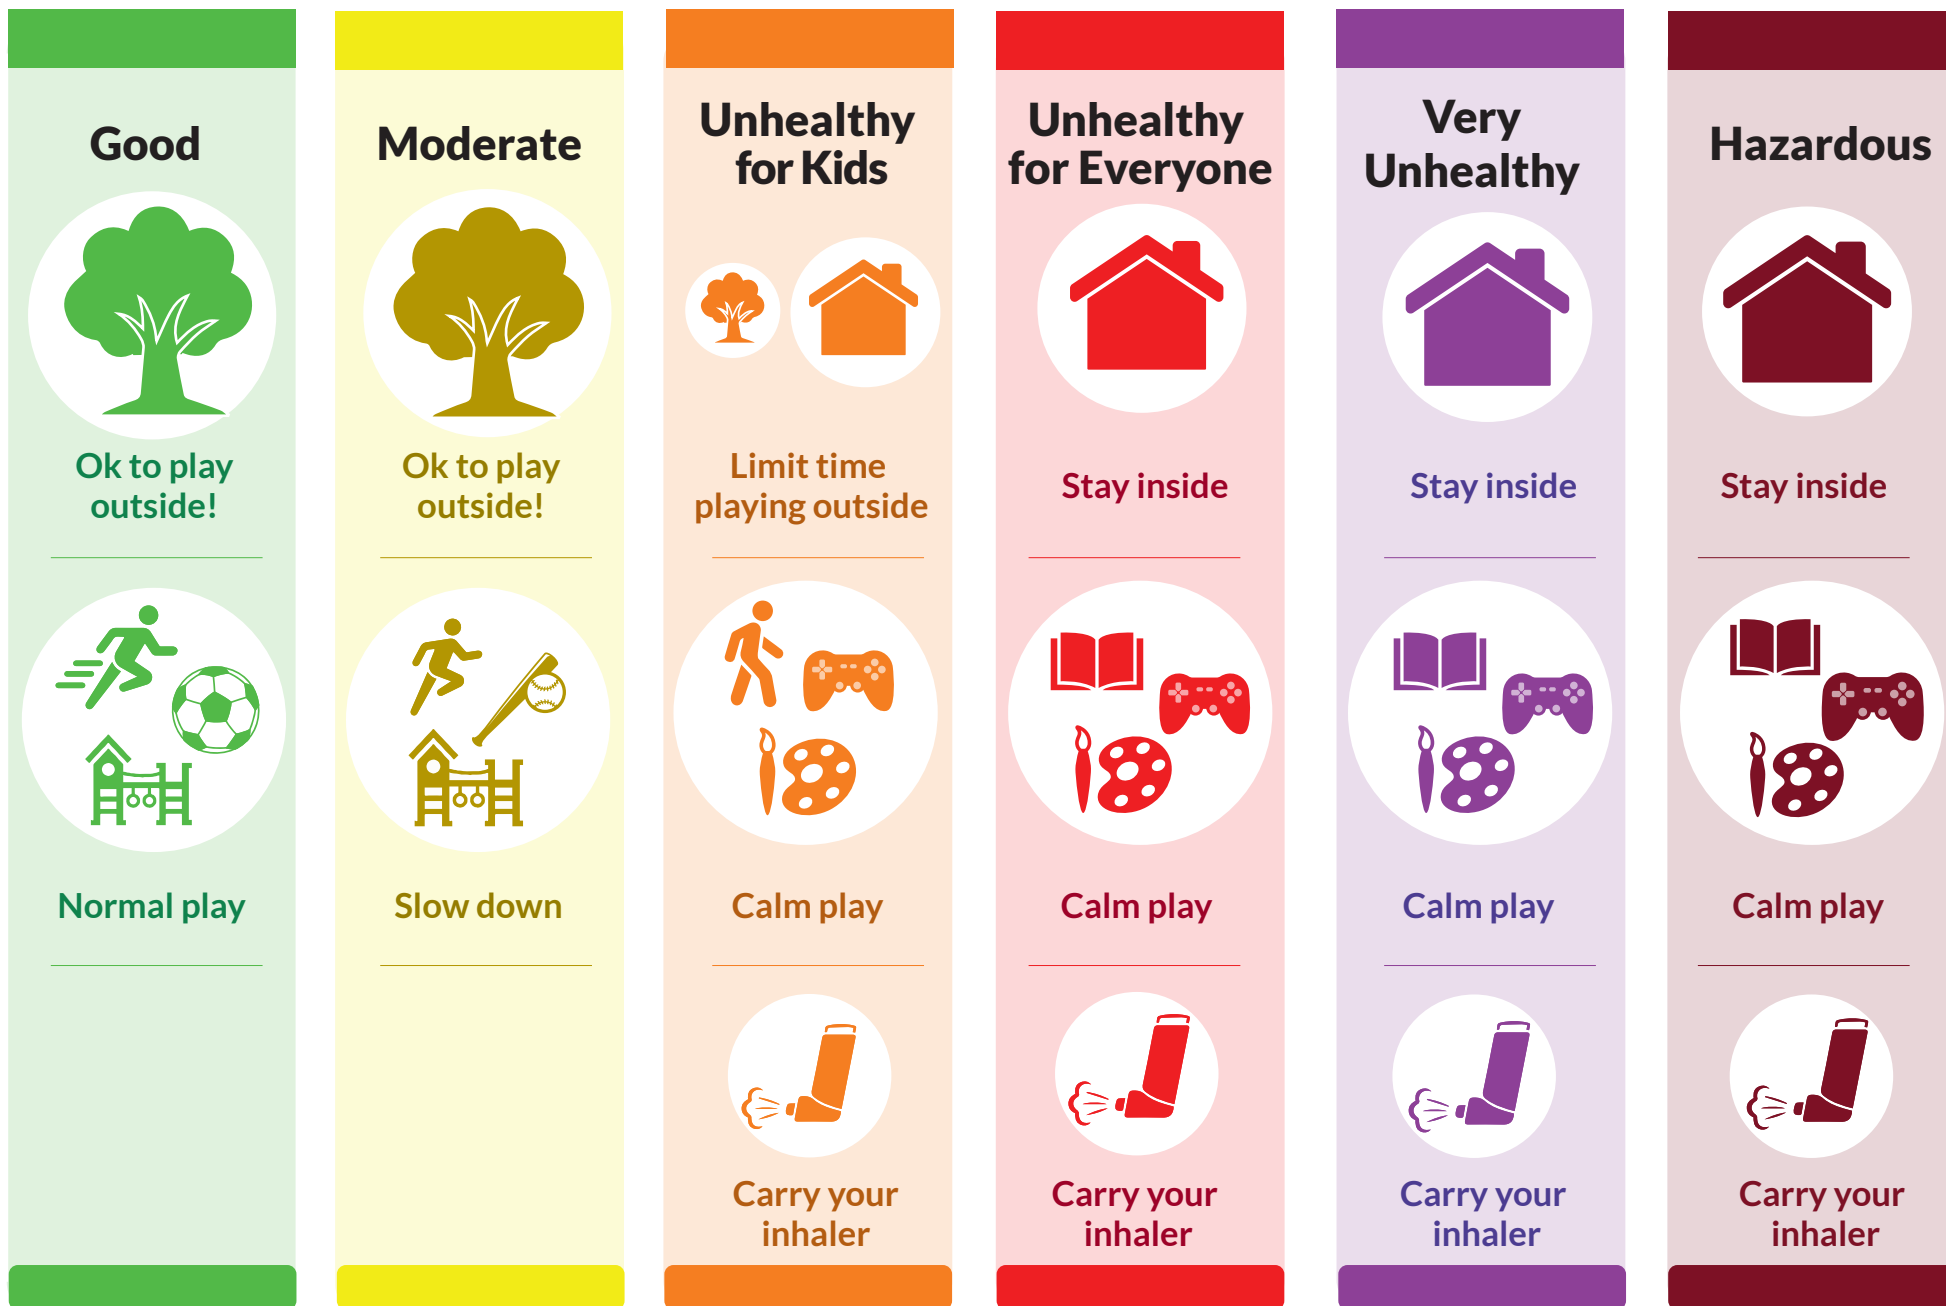 Good
Ok to play
outside!
Normal play
Moderate
Ok to play
outside!
Slow down
Unhealthy
for Kids
Limit time
playing outside
Calm play
Carry your
inhaler
Unhealthy
for Everyone
Stay inside
Calm play
Carry your
inhaler
Very
Unhealthy
Stay inside
Calm play
Carry your
inhaler
Hazardous
Stay inside
Calm play
Carry your
inhaler